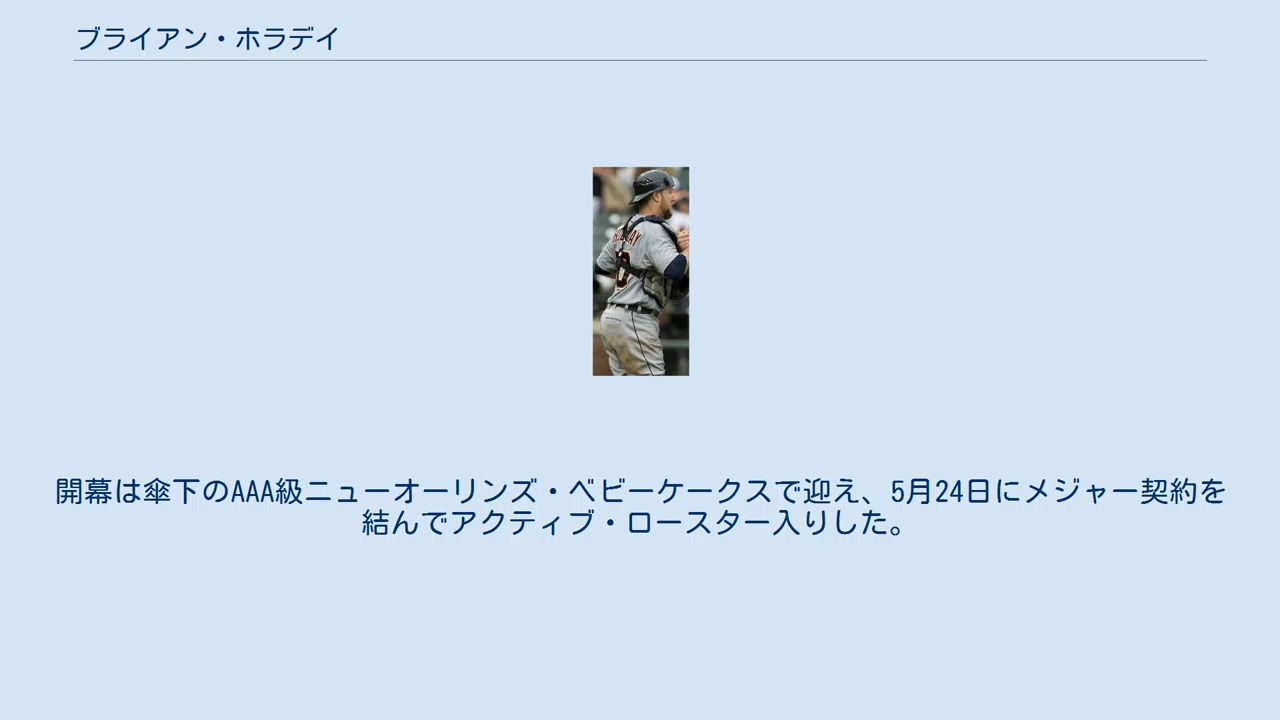 ブライアン・ホラデイ
開幕は傘下のAAA級ニューオーリンズ・ベビーケークスで迎え、5月24日にメジャー契約を
結んでアクティブ・ロースター入りした。